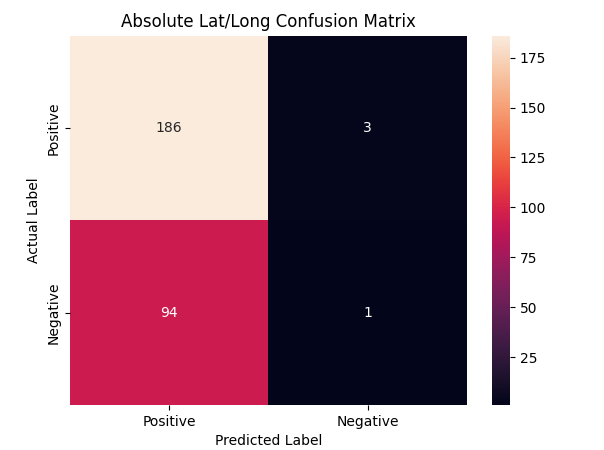 Absolute Lat/Long Confusion Matrix
Actual Label
Positive
186
3
Negative
94
1
Positive
Negative
Predicted Label
175
150
125
100
75
50
25